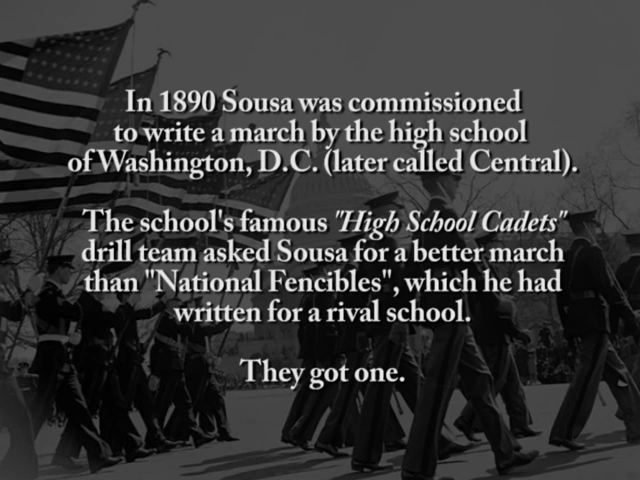 In 1890 Sousa was commissioned
to write a march by the high school
of Washington, D.C. (later called Central).
The school's famous "High School Cadets"
drill team asked Sousa for a better march
than "National Fencibles", which he had
written for a rival school.
They got one.